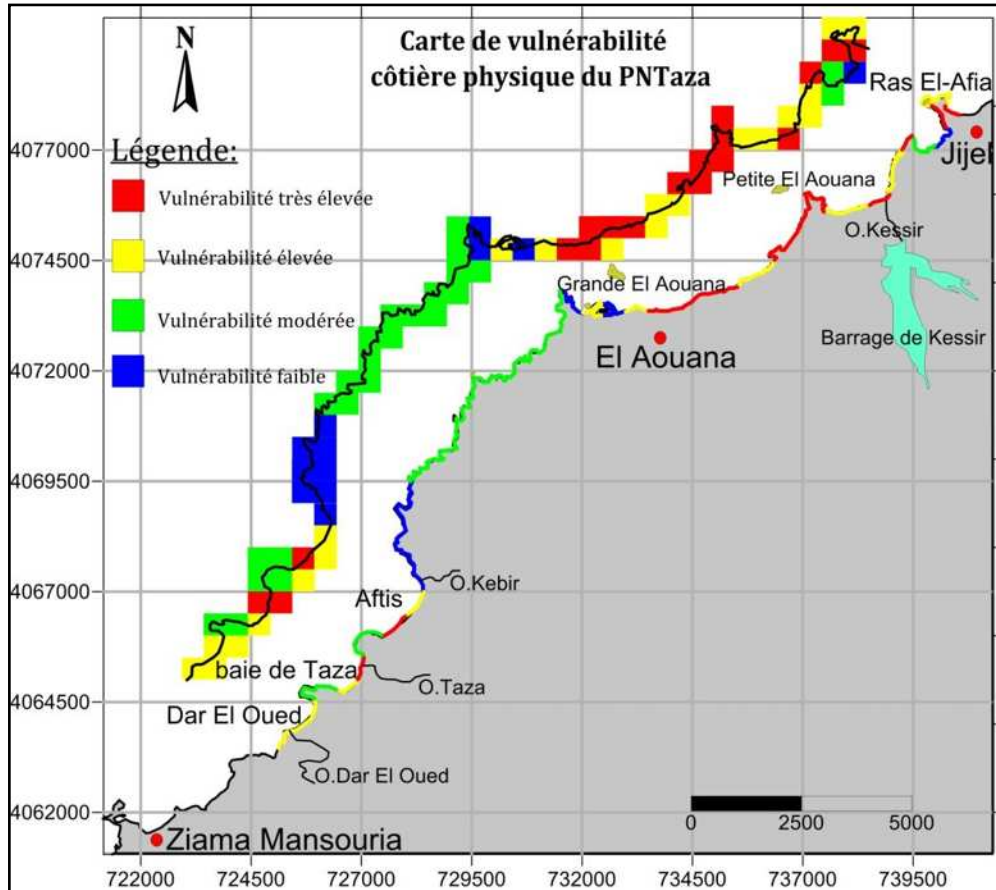 Carte de vulnérabilité
côtière physique du PNTaza
N
Légende:
Vulnérabilité très élevée
Vulnérabilité élevée
Vulnérabilité modérée
Vulnérabilité faible
Ras El-Afia
Petite El Aouana
O.Kessir
Grande El Aouana
Barrage de Kessir
El Aouana
O.Kebir
Aftis
baie de Taza
O.Taza
Dar El Oued
O.Dar El Oued
Ziama Mansouria
4077000
4074500
4072000
4069500
4067000
4064500
4062000
0 2500 5000
722000 724500 727000 729500 732000 734500 737000 739500